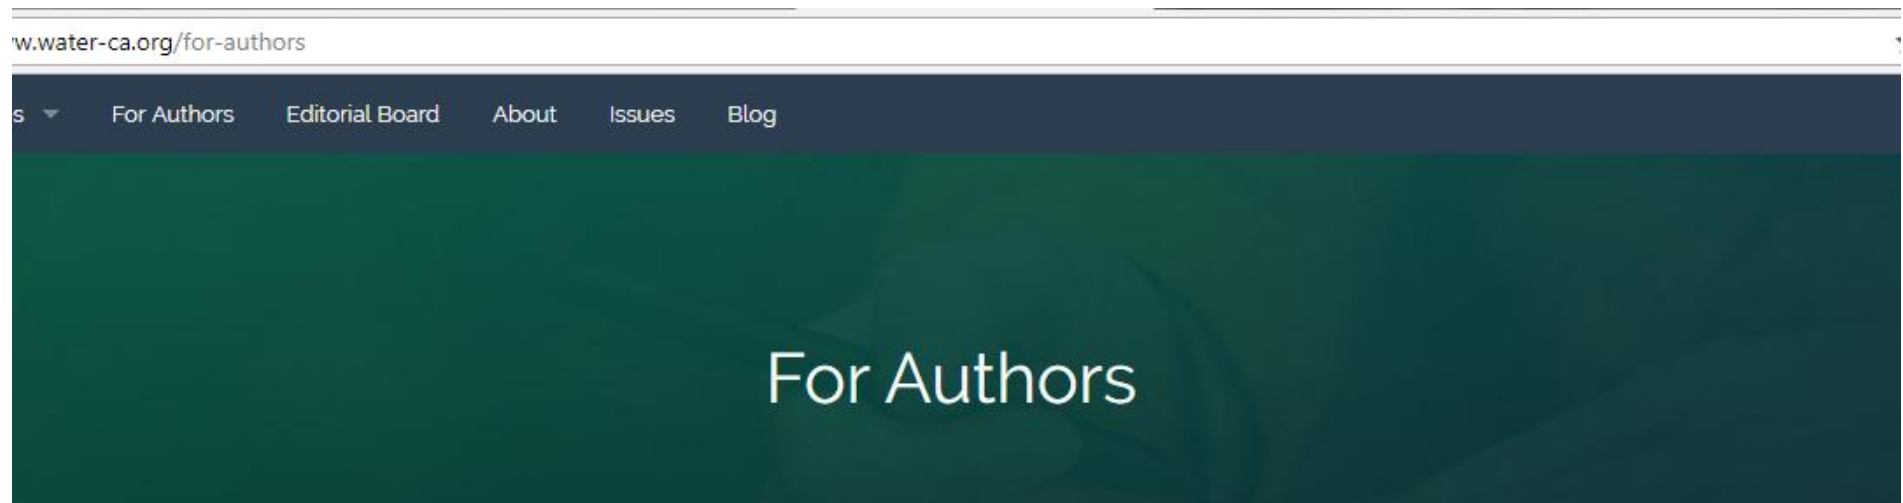 w.water-ca.org/for-authors
s For Authors Editorial Board About Issues Blog
For Authors